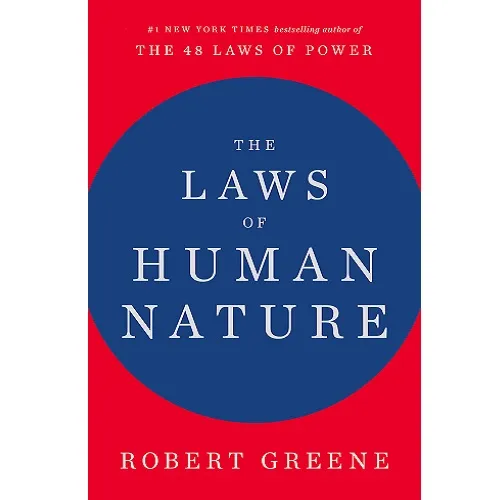 #1 NEW YORK TIMES bestselling author of
THE 48 LAWS OF POWER
THE
LAWS
OF
HUMAN
NATURE
ROBERT GREENE